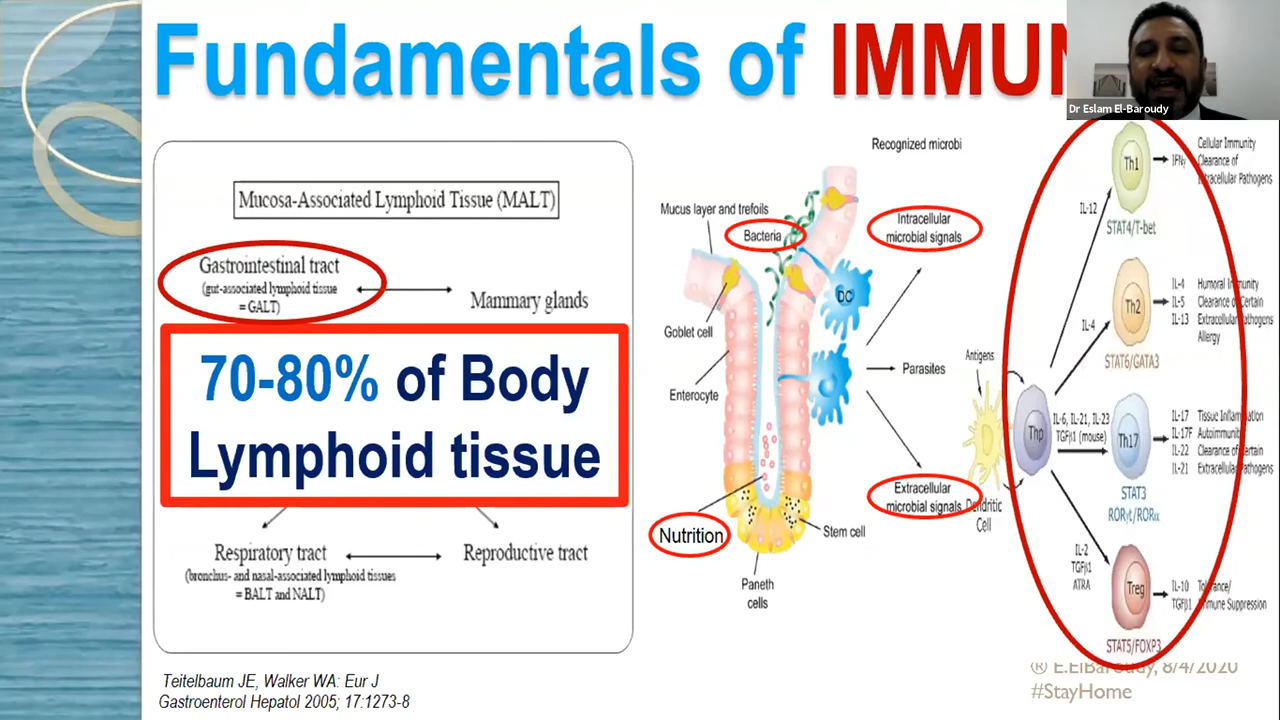 Fundamentals of IMMUN
Dr Eslam El-Baroudy
Mucosa-Associated Lymphoid Tissue (MALT)
Gastrointestinal tract
(gut-associated lymphoid tissue
= GALT)
Mammary glands
70-80% of Body
Lymphoid tissue
Respiratory tract
(bronchus- and nasal-associated lymphoid tissues
= BALT and NALT)
Reproductive tract
Teitelbaum JE, Walker WA: Eur J
Gastroenterol Hepatol 2005; 17:1273-8
Recognized microbi
Mucus layer and trefoils
Bacteria
Intracellular
microbial signals
DC
Goblet cell
Enterocyte
Parasites
Extracellular
microbial signals
Nutrition
Stem cell
Paneth
cells
Antigens
Dendritic
Cell
Thp
IL-12
Th1
STAT4/T-bet
IFNγ
Cellular Immunity
Clearance of
Intracellular Pathogens
IL-4
Th2
STAT6/GATA3
IL-4
IL-5
IL-13
Humoral Immunity
Clearance of Certain
Extracellular Pathogens
Allergy
IL-6, IL-21, IL-23
TGFβ1 (mouse)
Th17
STAT3
RORγt/RORα
IL-17
IL-17F
IL-22
IL-21
Tissue Inflammation
Autoimmunity
Clearance of Certain
Extracellular Pathogens
IL-2
TGFβ1
ATRA
Treg
STAT5/FOXP3
IL-10
TGFβ1
Tolerance/
Immune Suppression
® E.ElBaroudy, 8/4/2020
#StayHome